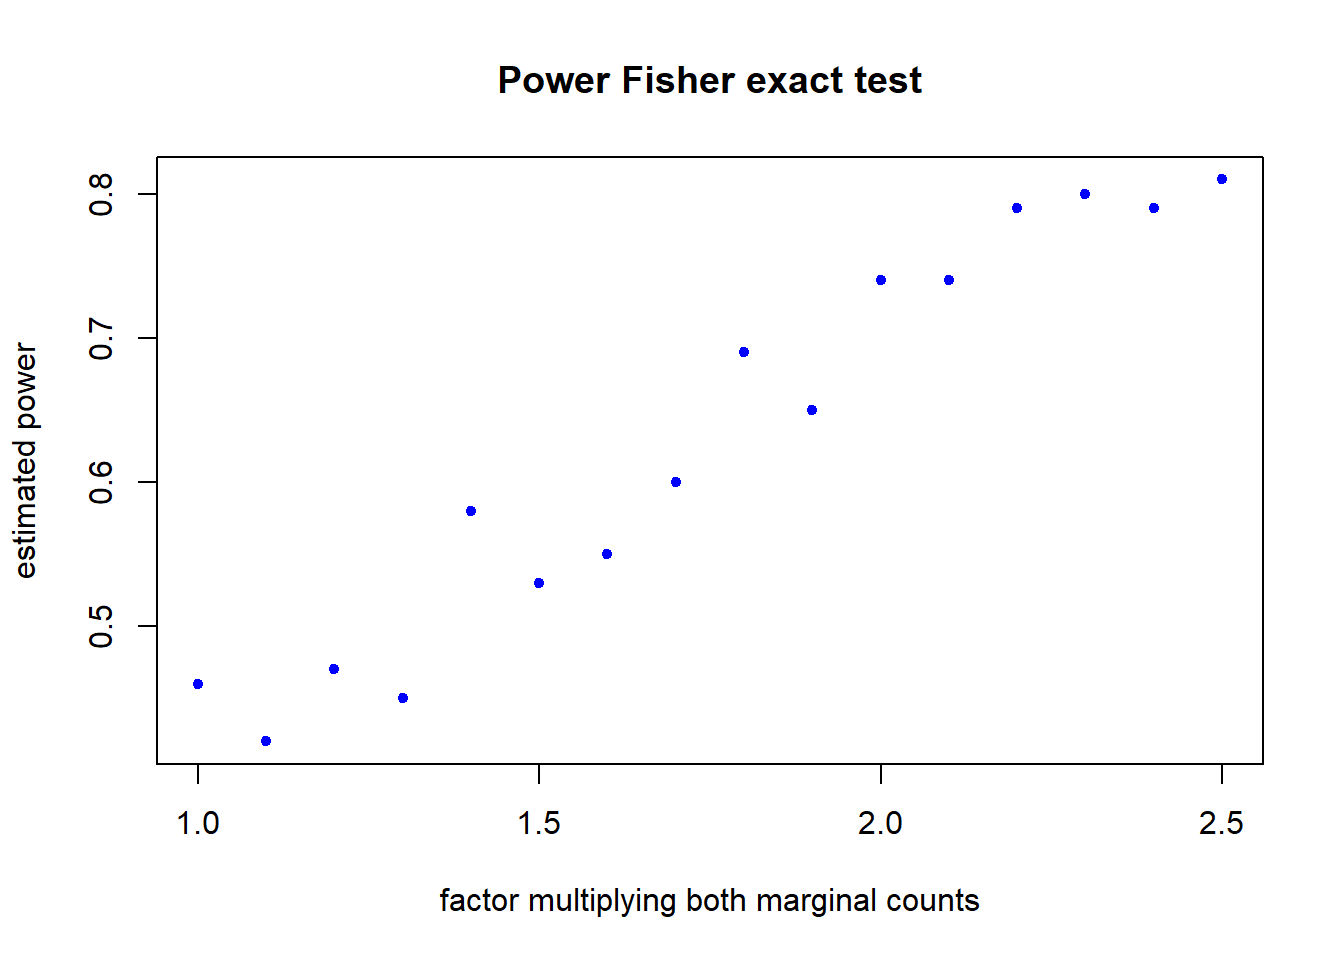 Power Fisher exact test
estimated power
0.8
0.7
0.6
0.5
1.0 1.5 2.0 2.5
factor multiplying both marginal counts